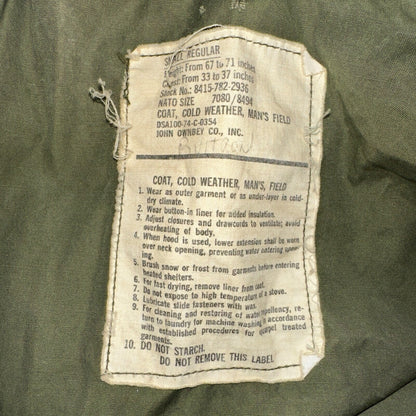 SMALL REGULAR
Height: From 67 to 71 inches
Chest: From 33 to 37 inches
Stock No.: 8415-782-2936
NATO SIZE 7080/8494
COAT, COLD WEATHER, MAN'S FIELD
DSA100-74-C-0354
JOHN OWNBEY CO., INC.
COAT, COLD WEATHER, MAN'S, FIELD
1. Wear as outer garment or as under-layer in cold-
dry climate.
2. Wear button-in liner for added insulation.
3. Adjust closures and drawcords to ventilate; avoid
overheating of body.
4. When hood is used, lower extension shall be worn
over neck opening, preventing water entering open-
ing.
5. Brush snow or frost from garments before entering
heated shelters.
6. For fast drying, remove liner from coat.
7. Do not expose to high temperature of a stove.
8. Lubricate slide fasteners with wax.
9. For cleaning and restoring of water repellency, re-
turn to laundry for machine washing in accordance
with established procedures for quarpel treated
garments.
10. DO NOT STARCH.
DO NOT REMOVE THIS LABEL